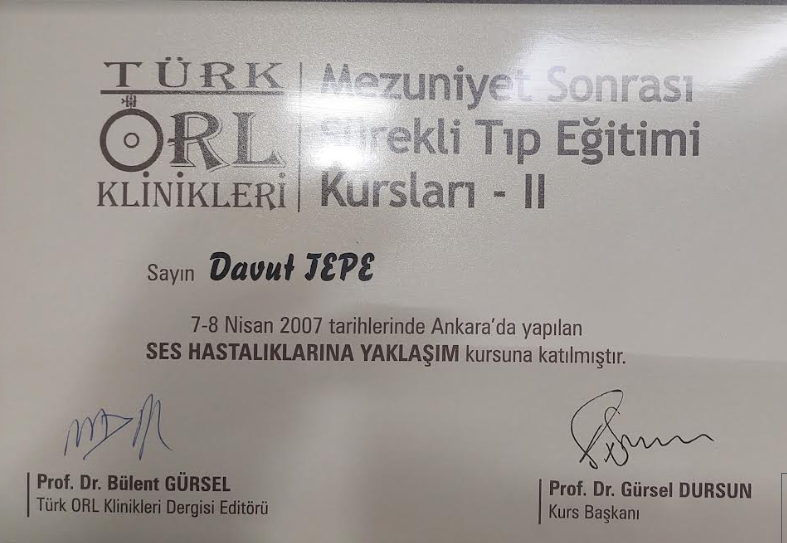 TÜRK
ORL
KLİNİKLERİ
Mezuniyet Sonrası
Sürekli Tıp Eğitimi
Kursları - II
Sayın Davut TEPE
7-8 Nisan 2007 tarihlerinde Ankara'da yapılan
SES HASTALIKLARINA YAKLAŞIM kursuna katılmıştır.
Prof. Dr. Bülent GÜRSEL
Türk ORL Klinikleri Dergisi Editörü
Prof. Dr. Gürsel DURSUN
Kurs Başkanı